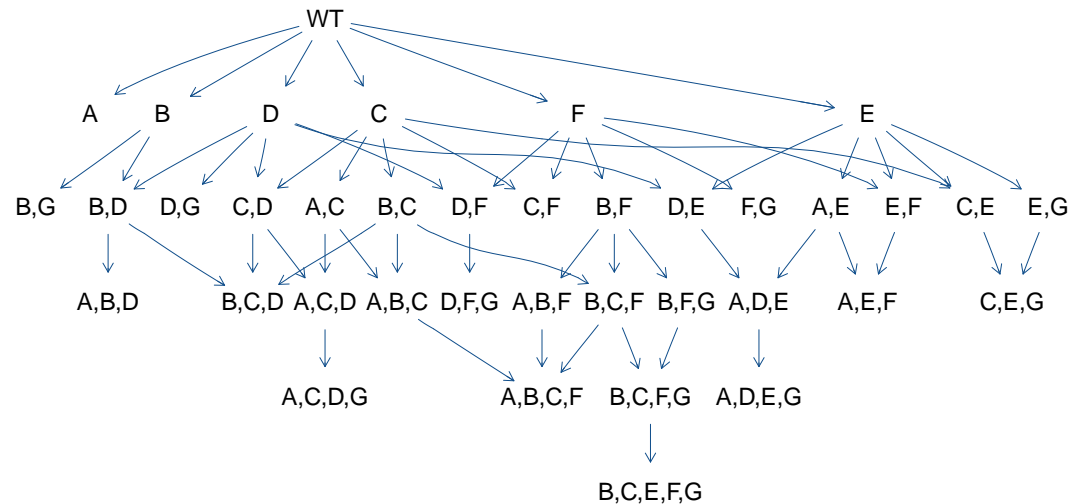 WT
A B D C F E
B,G B,D D,G C,D A,C B,C D,F C,F B,F D,E F,G A,E E,F C,E E,G
A,B,D B,C,D A,C,D A,B,C D,F,G A,B,F B,C,F B,F,G A,D,E A,E,F C,E,G
A,C,D,G A,B,C,F B,C,F,G A,D,E,G
B,C,E,F,G